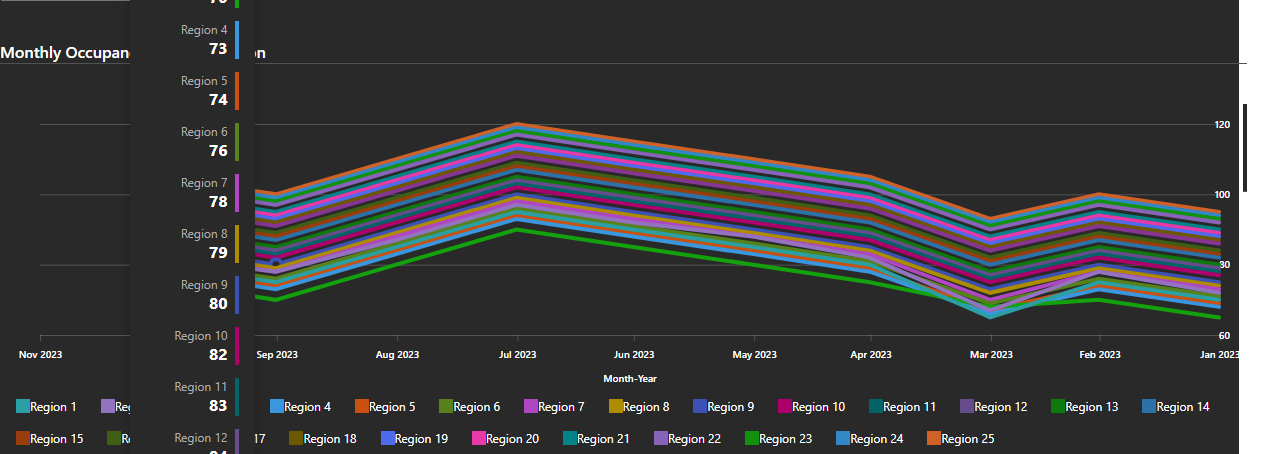 Region 4
73
Monthly Occupan
on
Region 5
74
120
Region 6
76
Region 7
78
100
Region 8
79
80
Region 9
80
Region 10
82
60
Nov 2023 Sep 2023 Aug 2023 Jul 2023 Jun 2023 May 2023 Apr 2023 Mar 2023 Feb 2023 Jan 2023
Month-Year
Region 11
83
Region 1 Re Region 4 Region 5 Region 6 Region 7 Region 8 Region 9 Region 10 Region 11 Region 12 Region 13 Region 14
Region 12
Region 15 R 17 Region 18 Region 19 Region 20 Region 21 Region 22 Region 23 Region 24 Region 25